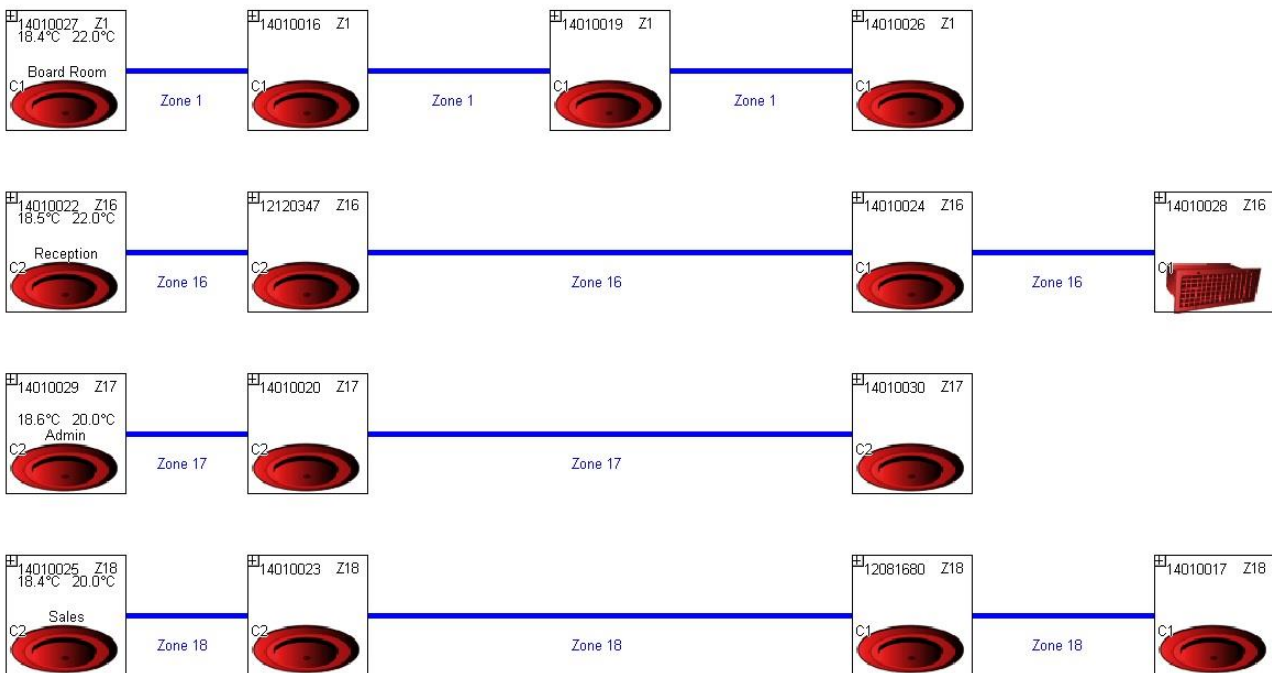 14010027 Z1 14010016 Z1 14010019 Z1 14010026 Z1
18.4°C 22.0°C
Board Room
C1 C1 C1 C1
Zone 1 Zone 1 Zone 1
14010022 Z16 12120347 Z16 14010024 Z16 14010028 Z16
18.5°C 22.0°C
Reception
C2 C2 C1 C1
Zone 16 Zone 16 Zone 16
14010029 Z17 14010020 Z17 14010030 Z17
18.6°C 20.0°C
Admin
C2 C2 C2
Zone 17 Zone 17
14010025 Z18 14010023 Z18 12081680 Z18 14010017 Z18
18.4°C 20.0°C
Sales
C2 C2 C1 C1
Zone 18 Zone 18 Zone 18